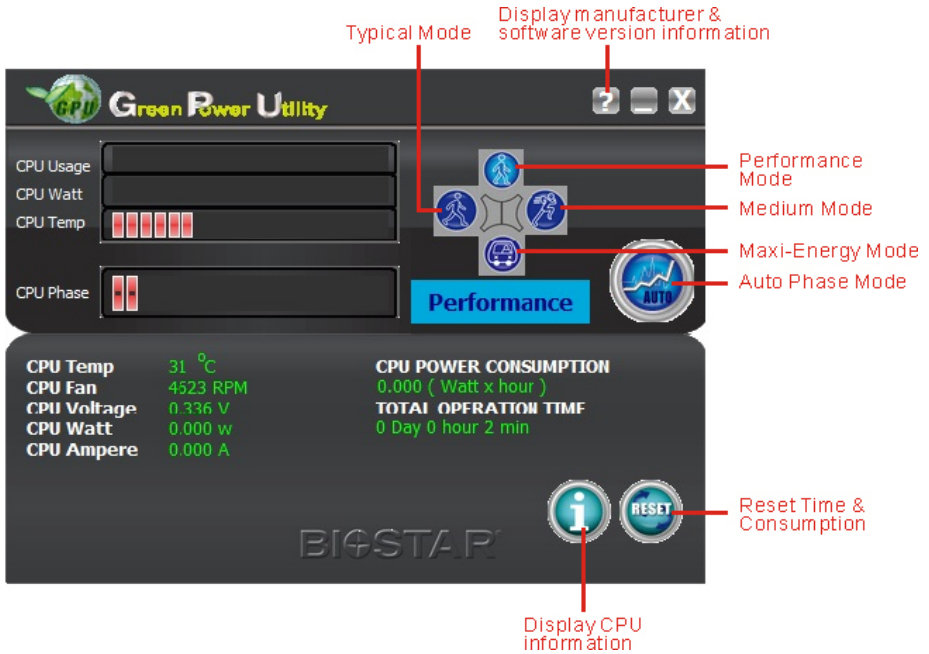 Typical Mode
Display manufacturer &
software version information
GPU
Green Power Utility
?
X
CPU Usage
CPU Watt
CPU Temp
CPU Phase
Performance
AUTO
Performance
Mode
Medium Mode
Maxi-Energy Mode
Auto Phase Mode
CPU Temp 31 °C
CPU Fan 4623 RPM
CPU Voltage 0.336 V
CPU Watt 0.000 w
CPU Ampere 0.000 A
CPU POWER CONSUMPTION
0.000 ( Watt x hour )
TOTAL OPERATION TIME
0 Day 0 hour 2 min
i
RESET
BIOSTAR
Reset Time &
Consumption
Display CPU
information